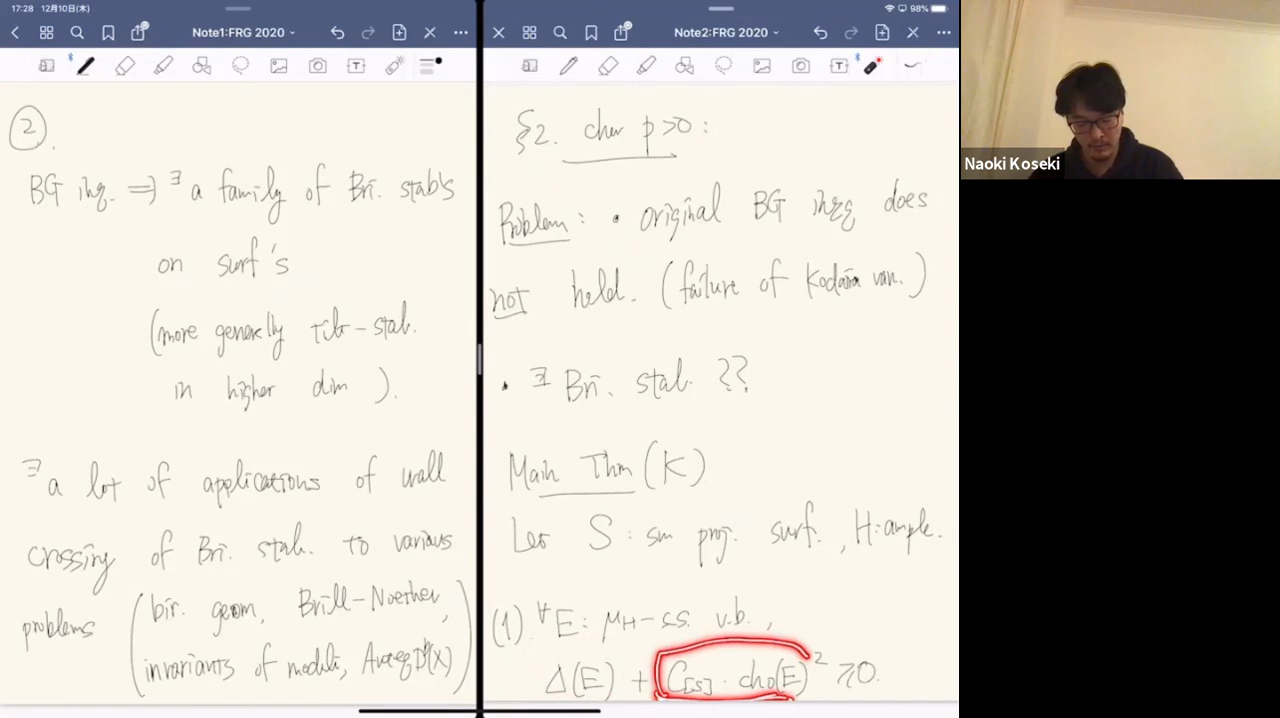 17:28 12月10日(木)
98%
Note1:FRG 2020
Note2:FRG 2020
②.
BG inq. ⇒ ∃ a family of Bri. stab's
on surf's
(more generally tilt-stab.
in higher dim).
∃ a lot of applications of wall
crossing of Bri. stab. to various
problems (bir. geom, Brill-Noether,
invariants of moduli,
§2. char p>0:
Problem: • original BG ineq does
not hold. (failure of Kodaira van.)
• ∃ Bri. stab. ??
Main Thm (K)
Let S: sm proj. surf., H: ample.
(1). ∀E: μH-ss. v.b.,
Δ(E) + C[S]. ch0(E)² ≥ 0.
Naoki Koseki